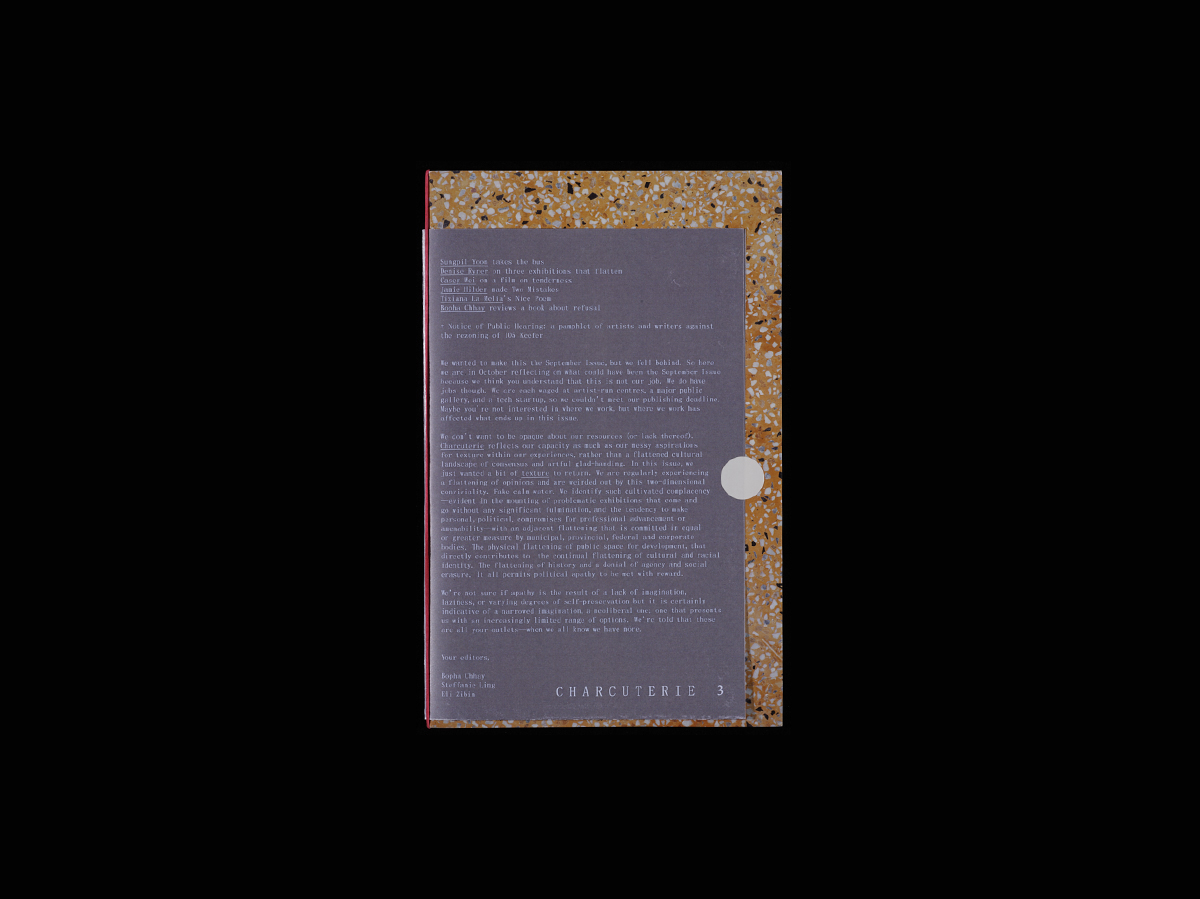 Sungpil Yoon takes the bus
Denise Ryner on three exhibitions that flatten
Casey Wei on a film on tenderness
Jamie Hilder made Two Mistakes
Tiziana La Melia's Nice Poem
Bopha Chhay reviews a book about refusal
+ Notice of Public Hearing: a pamphlet of artists and writers against
the rezoning of 105 Keefer
We wanted to make this the September Issue, but we fell behind. So here
we are in October reflecting on what could have been the September Issue
because we think you understand that this is not our job. We do have
jobs though. We are each waged at artist-run centres, a major public
gallery, and a tech startup, so we couldn't meet our publishing deadline.
Maybe you're not interested in where we work, but where we work has
affected what ends up in this issue.
We don't want to be opaque about our resources (or lack thereof).
Charcuterie reflects our capacity as much as our messy aspirations
for texture within our experiences, rather than a flattened cultural
landscape of consensus and artful glad-handing. In this issue, we
just wanted a bit of texture to return. We are regularly experiencing
a flattening of opinions and are weirded out by this two-dimensional
conviviality. Fake calm water. We identify such cultivated complacency
—evident in the mounting of problematic exhibitions that come and
go without any significant fulmination, and the tendency to make
personal, political, compromises for professional advancement or
amenability—with an adjacent flattening that is committed in equal
or greater measure by municipal, provincial, federal and corporate
bodies. The physical flattening of public space for development, that
directly contributes to the continual flattening of cultural and racial
identity. The flattening of history and a denial of agency and social
erasure, it all permits political apathy to be met with reward.
We're not sure if apathy is the result of a lack of imagination,
laziness, or varying degrees of self-preservation but it is certainly
indicative of a narrowed imagination, a neoliberal one, one that presents
us with an increasingly limited range of options. We're told that these
are all your outlets—when we all know we have more.
Your editors,
Bopha Chhay
Steffanie Ling
Eli Zibin
CHARCUTERIE 3